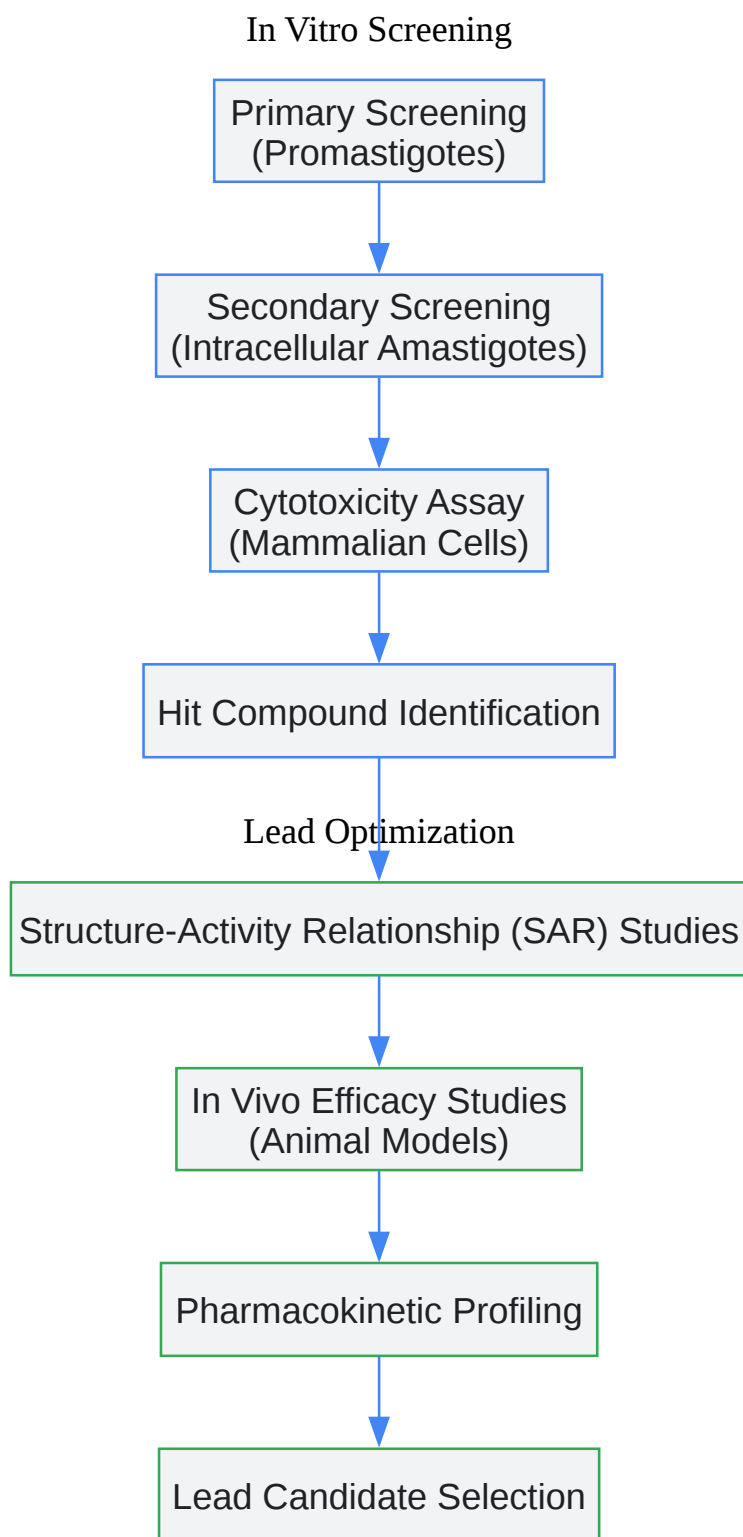 In Vitro Screening
Primary Screening
(Promastigotes)
Secondary Screening
(Intracellular Amastigotes)
Cytotoxicity Assay
(Mammalian Cells)
Hit Compound Identification
Lead Optimization
Structure-Activity Relationship (SAR) Studies
In Vivo Efficacy Studies
(Animal Models)
Pharmacokinetic Profiling
Lead Candidate Selection